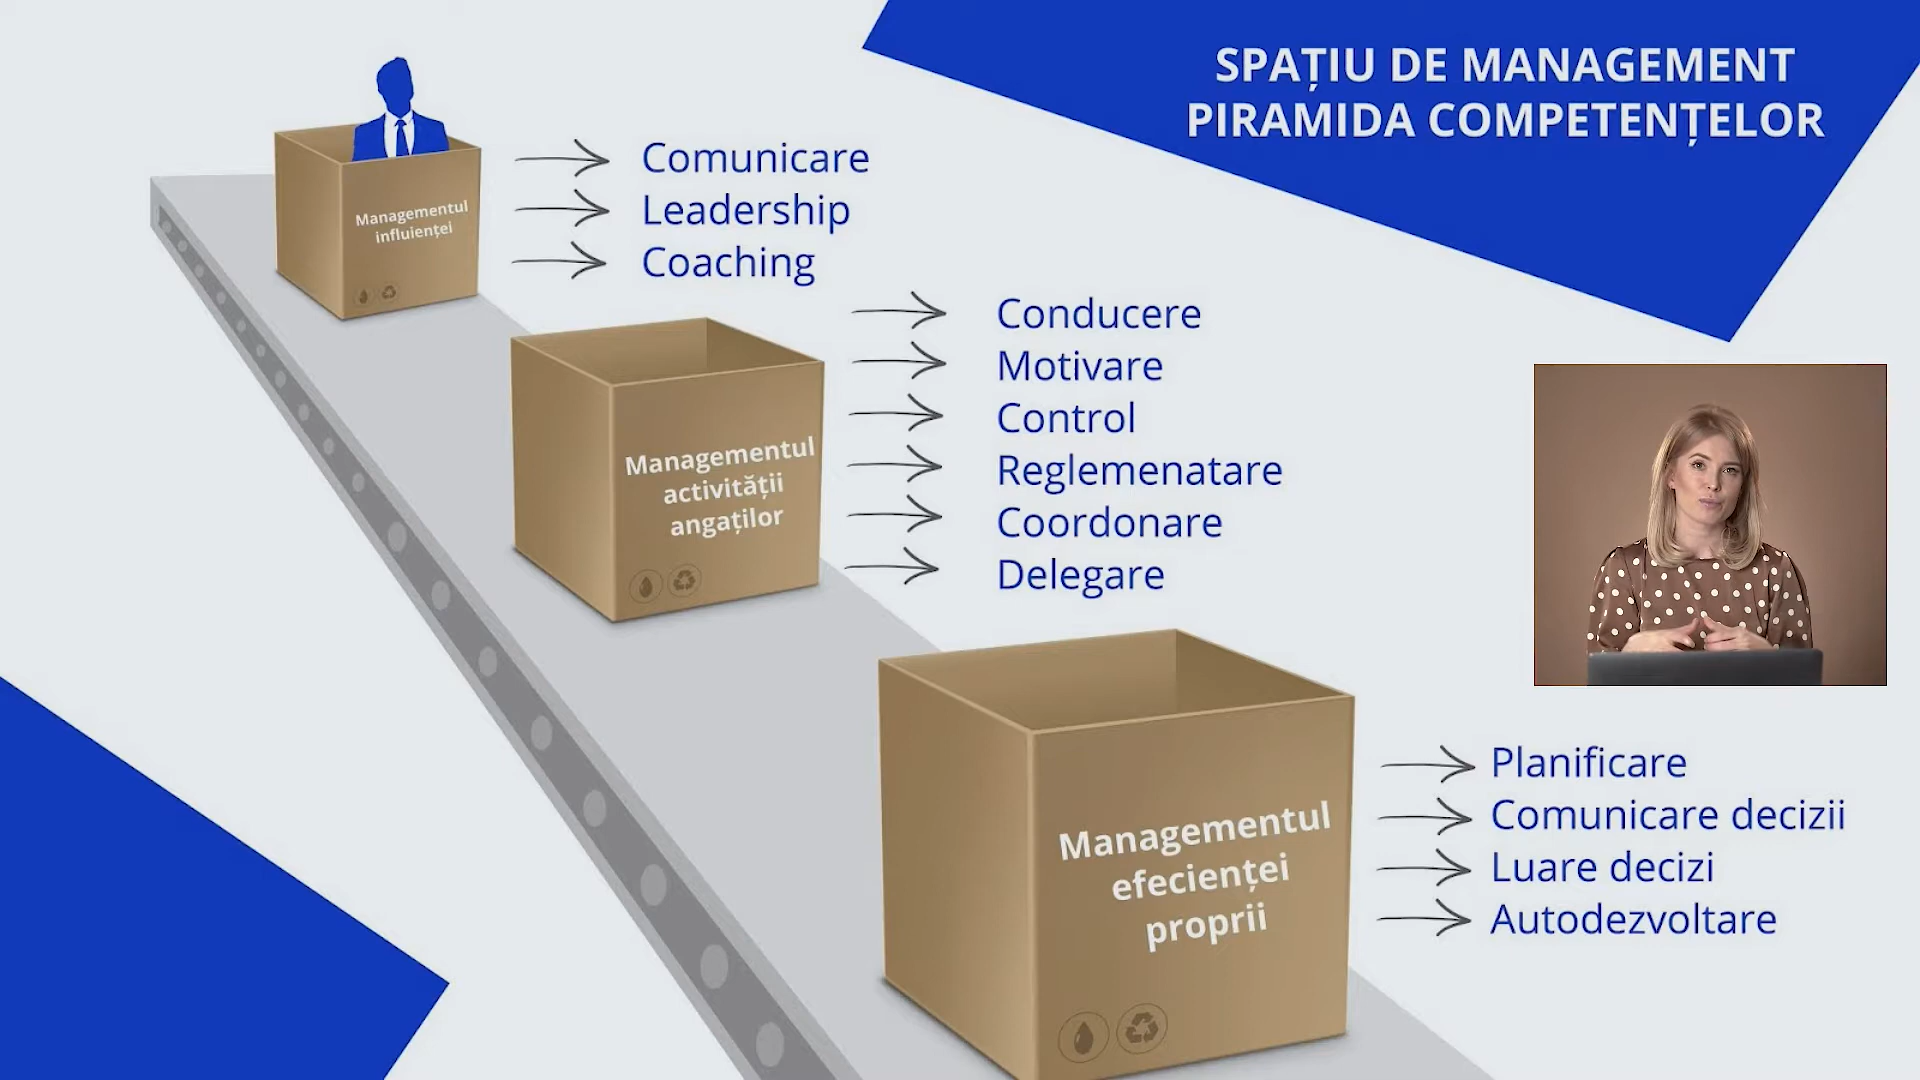 SPAȚIU DE MANAGEMENT
PIRAMIDA COMPETENȚELOR
Managementul
influienței
Comunicare
Leadership
Coaching
Managementul
activității
angaților
Conducere
Motivare
Control
Reglemenatare
Coordonare
Delegare
Managementul
efecienței
proprii
Planificare
Comunicare decizii
Luare decizi
Autodezvoltare